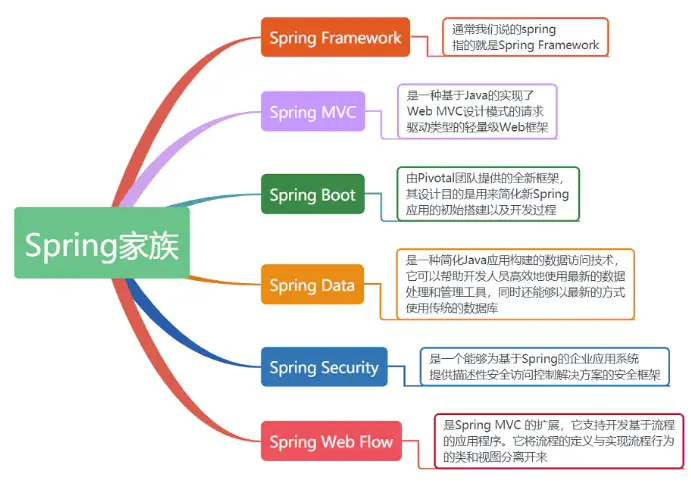 Spring家族
Spring Framework
通常我们说的spring
指的就是Spring Framework
Spring MVC
是一种基于Java的实现了
Web MVC设计模式的请求
驱动类型的轻量级Web框架
Spring Boot
由Pivotal团队提供的全新框架，
其设计目的是用来简化新Spring
应用的初始搭建以及开发过程
Spring Data
是一种简化Java应用构建的数据访问技术，
它可以帮助开发人员高效地使用最新的数据
处理和管理工具，同时还能够以最新的方式
使用传统的数据库
Spring Security
是一个能够为基于Spring的企业应用系统
提供描述性安全访问控制解决方案的安全框架
Spring Web Flow
是Spring MVC 的扩展，它支持开发基于流程
的应用程序。它将流程的定义与实现流程行为
的类和视图分离开来